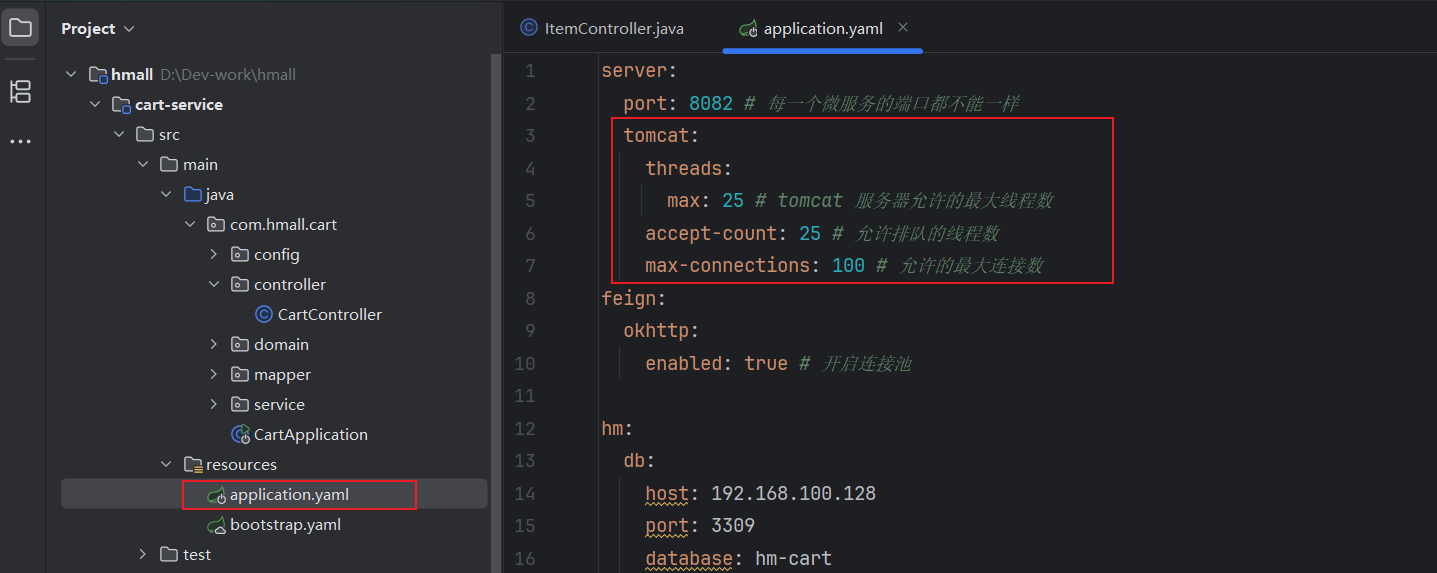 Project
hmall D:\Dev-work\hmall
cart-service
src
main
java
com.hmall.cart
config
controller
CartController
domain
mapper
service
CartApplication
resources
application.yaml
bootstrap.yaml
test
ItemController.java
application.yaml
1 server:
2 port: 8082 # 每一个微服务的端口都不能一样
3 tomcat:
4 threads:
5 max: 25 # tomcat 服务器允许的最大线程数
6 accept-count: 25 # 允许排队的线程数
7 max-connections: 100 # 允许的最大连接数
8 feign:
9 okhttp:
10 enabled: true # 开启连接池
11
12 hm:
13 db:
14 host: 192.168.100.128
15 port: 3309
16 database: hm-cart